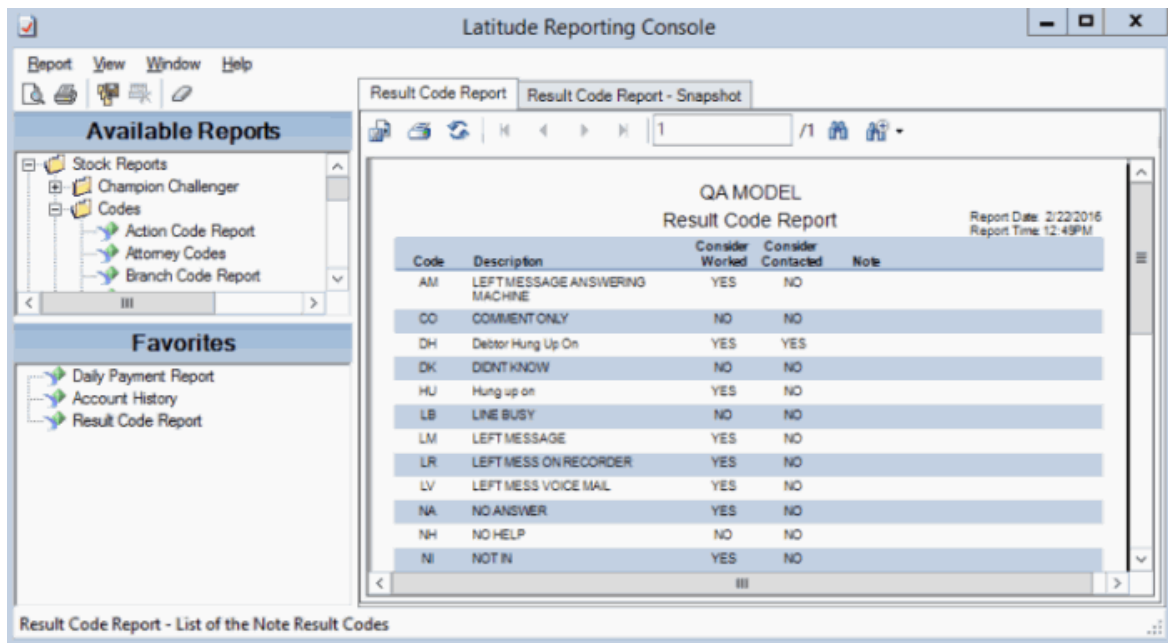 Latitude Reporting Console
Report View Window Help
Available Reports
Stock Reports
Champion Challenger
Codes
Action Code Report
Attorney Codes
Branch Code Report
Favorites
Daily Payment Report
Account History
Result Code Report
Result Code Report Result Code Report - Snapshot
1 /1
QA MODEL
Result Code Report
Report Date: 2/22/2016
Report Time: 12:49PM
Code Description Consider Worked Consider Contacted Note
AM LEFT MESSAGE ANSWERING MACHINE YES NO
CO COMMENT ONLY NO NO
DH Debtor Hung Up On YES YES
DK DIDNT KNOW NO NO
HU Hung up on YES NO
LB LINE BUSY NO NO
LM LEFT MESSAGE YES NO
LR LEFT MESS ON RECORDER YES NO
LV LEFT MESS VOICE MAIL YES NO
NA NO ANSWER YES NO
NH NO HELP NO NO
NI NOT IN YES NO
Result Code Report - List of the Note Result Codes